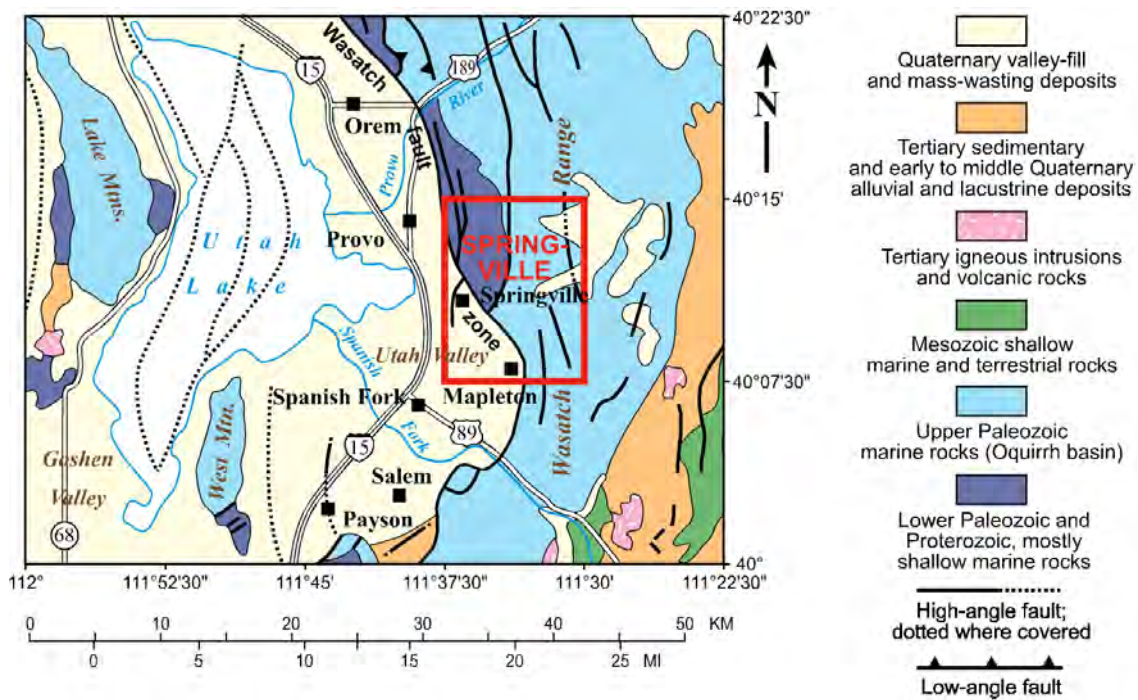 Wasatch
fault
zone
15
189
River
Orem
Provo
Range
Lake Mtns.
Utah
Lake
Provo
SPRING-
VILLE
Springville
Utah Valley
Spanish
Fork
Spanish Fork
Mapleton
89
Wasatch
West Mtn.
Goshen
Valley
15
Salem
Payson
68
N
40°22'30"
40°15'
40°07'30"
40°
112°
111°52'30"
111°45'
111°37'30"
111°30'
111°22'30"
0 10 20 30 40 50 KM
0 5 10 15 20 25 MI
Quaternary valley-fill
and mass-wasting deposits
Tertiary sedimentary
and early to middle Quaternary
alluvial and lacustrine deposits
Tertiary igneous intrusions
and volcanic rocks
Mesozoic shallow
marine and terrestrial rocks
Upper Paleozoic
marine rocks (Oquirrh basin)
Lower Paleozoic and
Proterozoic, mostly
shallow marine rocks
High-angle fault;
dotted where covered
Low-angle fault